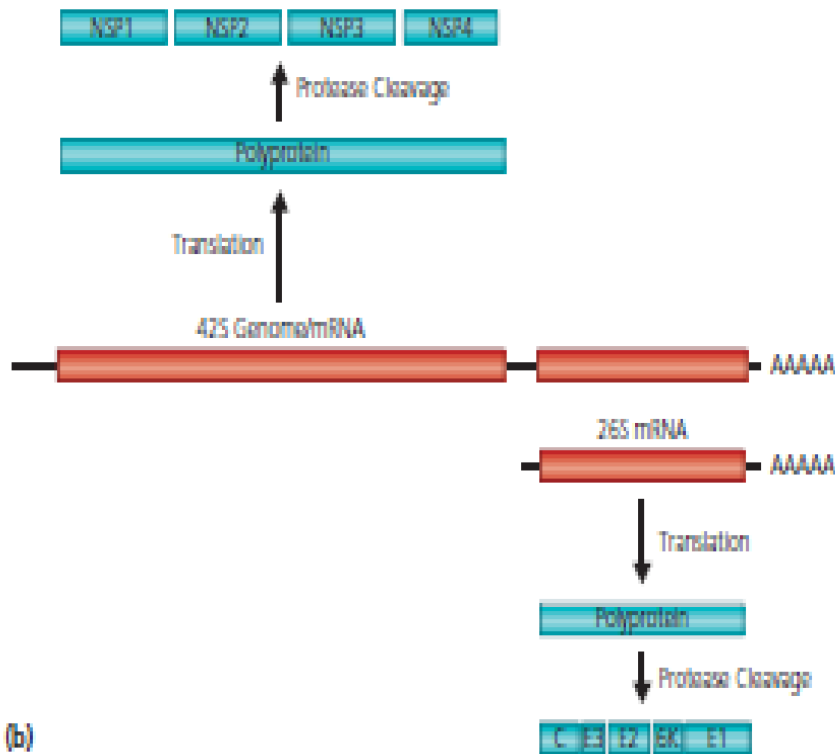 NSP1 NSP2 NSP3 NSP4
Protease Cleavage
Polyprotein
Translation
42S Genome/mRNA
AAAAA
26S mRNA
AAAAA
Translation
Polyprotein
Protease Cleavage
(b)
C E3 E2 6K E1